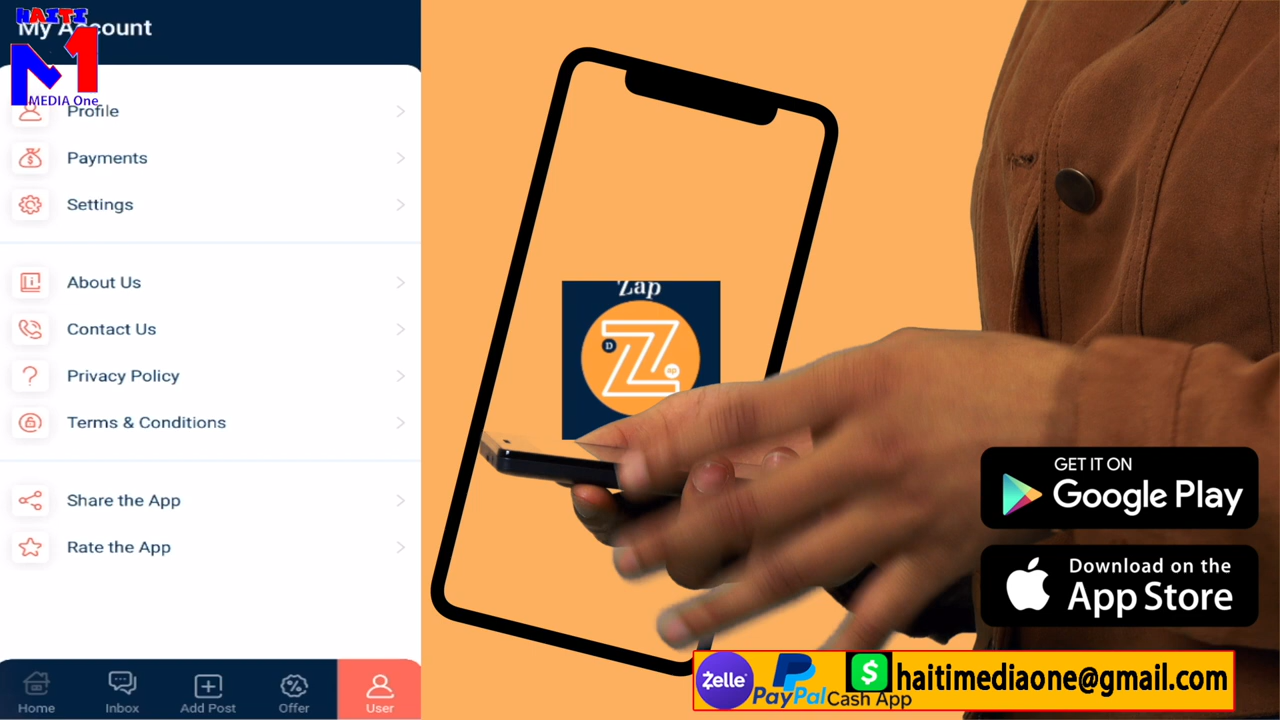 HAITI
M1
MEDIA One
My Account
Profile
Payments
Settings
About Us
Contact Us
Privacy Policy
Terms & Conditions
Share the App
Rate the App
Home
Inbox
Add Post
Offer
User
Zap
D
Z
GET IT ON
Google Play
Download on the
App Store
Zelle
PayPal
$
Cash App
haitimediaone@gmail.com